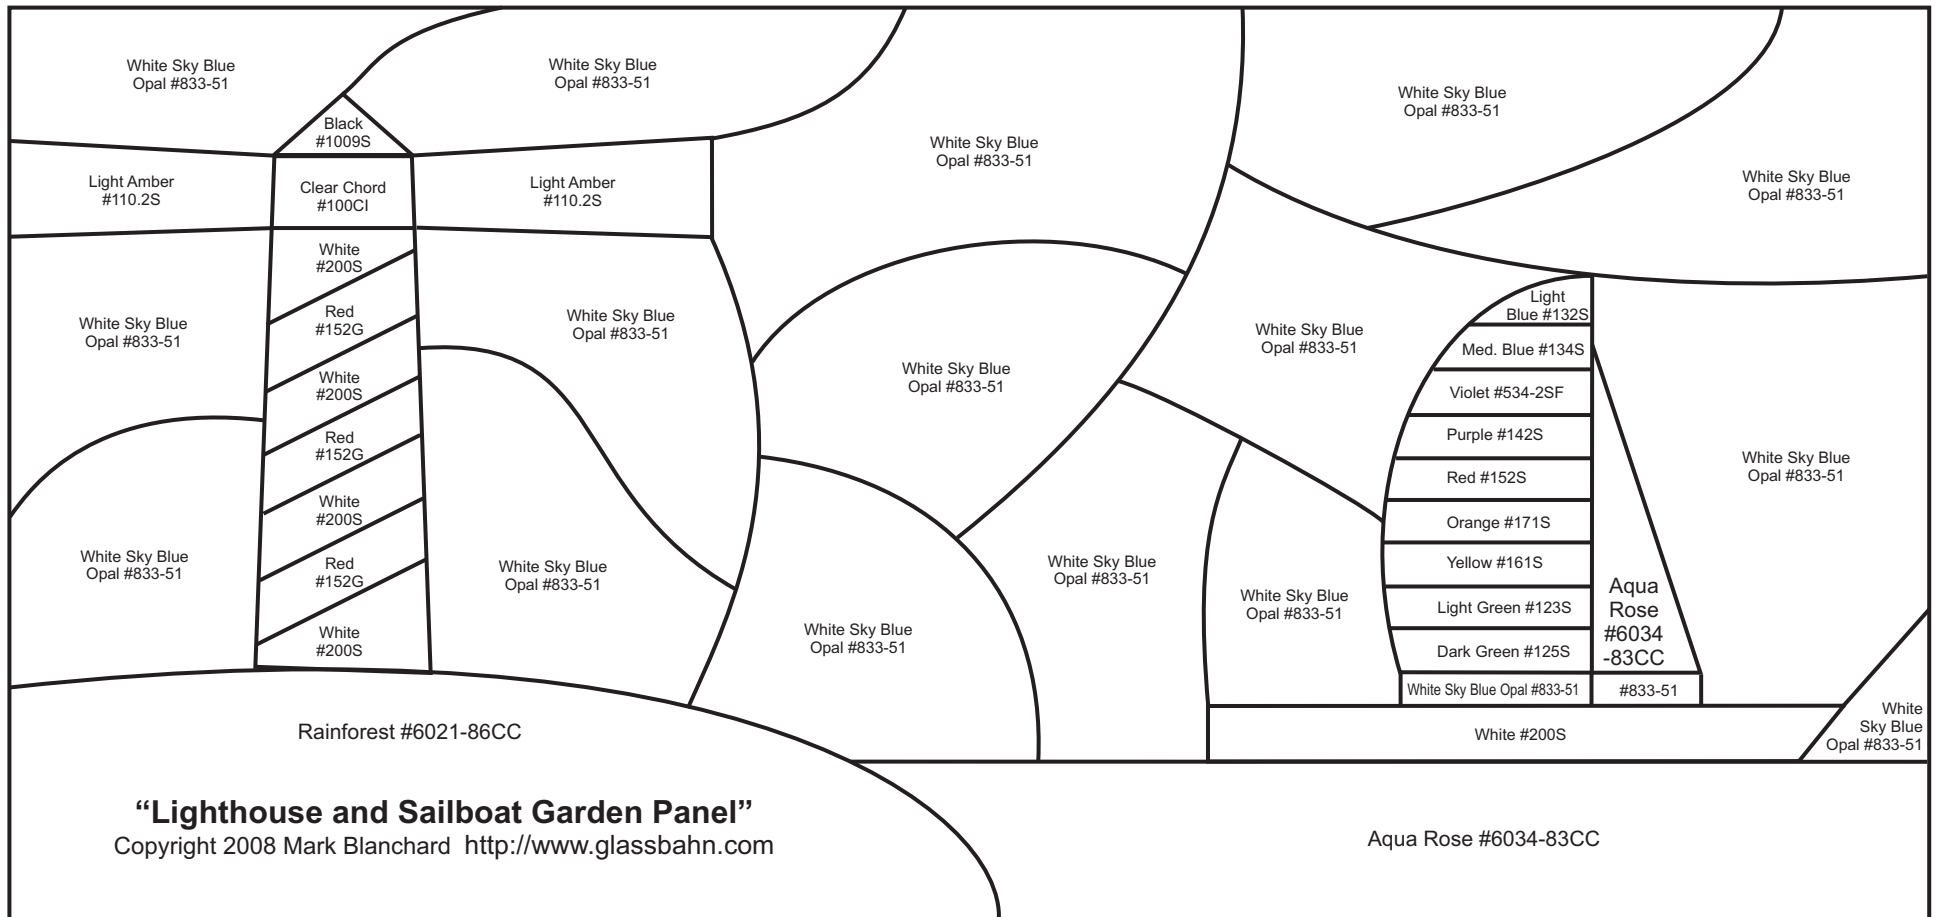 White Sky Blue
Opal #833-51
White Sky Blue
Opal #833-51
White Sky Blue
Opal #833-51
Black
#1009S
White Sky Blue
Opal #833-51
Light Amber
#110.2S
Clear Chord
#100CI
Light Amber
#110.2S
White Sky Blue
Opal #833-51
White
#200S
Red
#152G
White
#200S
Red
#152G
White
#200S
Red
#152G
White
#200S
White Sky Blue
Opal #833-51
White Sky Blue
Opal #833-51
White Sky Blue
Opal #833-51
White Sky Blue
Opal #833-51
White Sky Blue
Opal #833-51
White Sky Blue
Opal #833-51
White Sky Blue
Opal #833-51
White Sky Blue
Opal #833-51
White Sky Blue
Opal #833-51
White Sky Blue
Opal #833-51
Light
Blue #132S
Med. Blue #134S
Violet #534-2SF
Purple #142S
Red #152S
Orange #171S
Yellow #161S
Light Green #123S
Dark Green #125S
Aqua
Rose
#6034
-83CC
White Sky Blue
Opal #833-51
White Sky Blue Opal #833-51
#833-51
White #200S
White
Sky Blue
Opal #833-51
Rainforest #6021-86CC
“Lighthouse and Sailboat Garden Panel”
Copyright 2008 Mark Blanchard http://www.glassbahn.com
Aqua Rose #6034-83CC